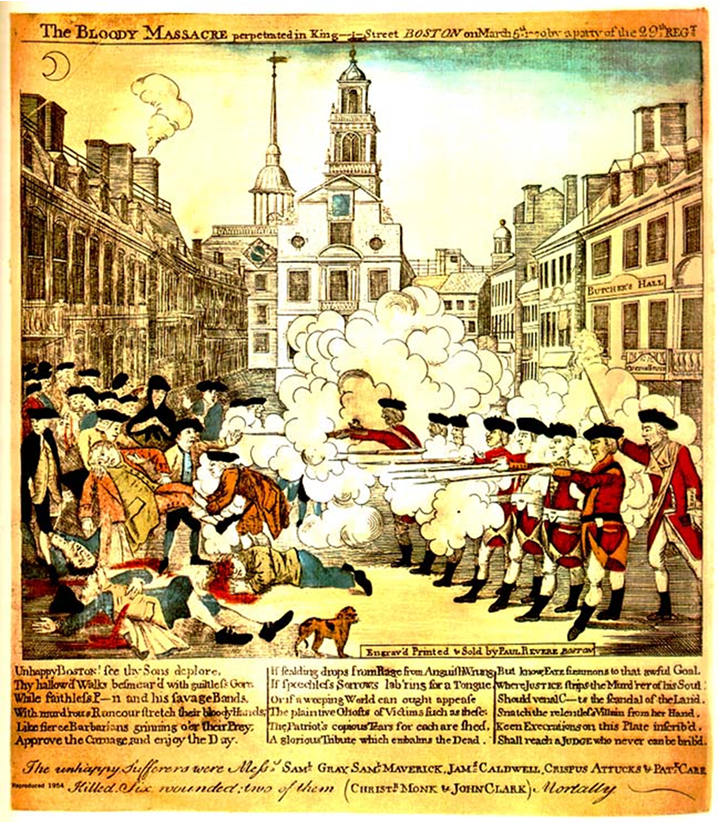 The BLOODY MASSACRE perpetrated in King—1—Street BOSTON on March 5th 1770 by a party of the 29th REGT
BUTCHER'S HALL
Engrav'd Printed & Sold by PAUL REVERE BOSTON
Unhappy BOSTON! see thy Sons deplore,
Thy hallow'd Walks besmear'd with guiltless Gore.
While faithless P—n and his savage Bands,
With murd'rous Rancour stretch their bloody Hands;
Like fierce Barbarians grinning o'er their Prey,
Approve the Carnage, and enjoy the Day.
If scalding drops from Rage from Anguish Wrung
If speechless Sorrows lab'ring for a Tongue
Or if a weeping World can ought appease
The plaintive Ghosts of Victims such as these:
The Patriot's copious Tears for each are shed,
A glorious Tribute which embalms the Dead.
But know, FATE summons to that awful Goal.
Where JUSTICE strips the Murd'rer of his Soul:
Should venal C—ts the scandal of the Land.
Snatch the relentless Villain from her Hand.
Keen Execrations on this Plate inscrib'd.
Shall reach a JUDGE who never can be brib'd.
The unhappy Sufferers were Messs SAML GRAY, SAML MAVERICK, JAMS CALDWELL, CRISPUS ATTUCKS & PATK CARR
Reproduced 1954
Killed. Six wounded; two of them (CHRISTR MONK & JOHN CLARK) Mortally